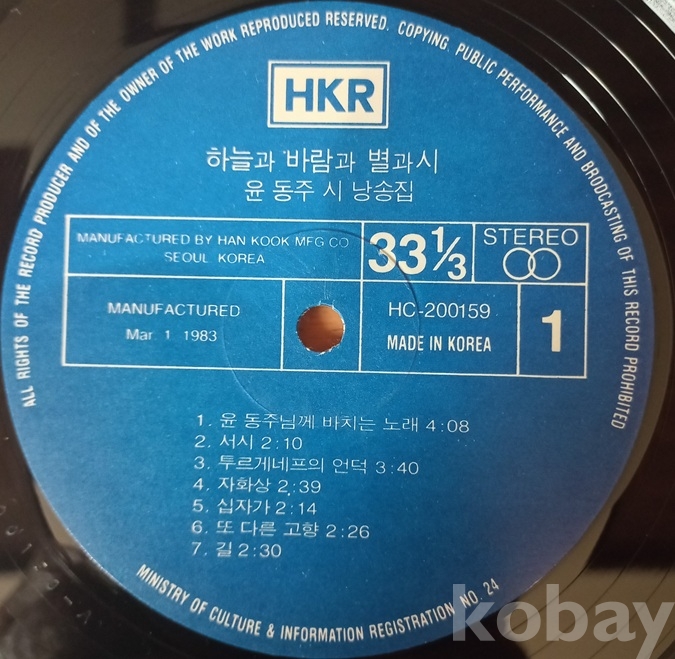 ALL RIGHTS OF THE RECORD PRODUCER AND OF THE OWNER OF THE WORK REPRODUCED RESERVED. COPYING. PUBLIC PERFORMANCE AND BRODCASTING OF THIS RECORD PROHIBITED
HKR
하늘과 바람과 별과시
윤 동주 시 낭송집
MANUFACTURED BY HAN KOOK MFG CO
SEOUL KOREA
33⅓
STEREO
MANUFACTURED
Mar. 1 1983
HC-200159
MADE IN KOREA
1
1. 윤 동주님께 바치는 노래 4:08
2. 서시 2:10
3. 투르게네프의 언덕 3:40
4. 자화상 2:39
5. 십자가 2:14
6. 또 다른 고향 2:26
7. 길 2:30
MINISTRY OF CULTURE & INFORMATION REGISTRATION NO. 24
kobay